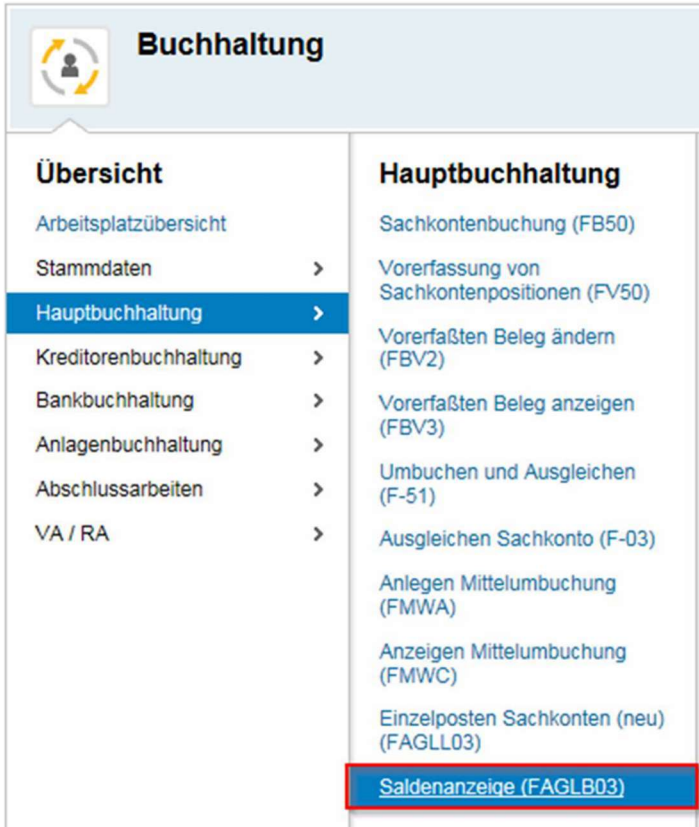 Buchhaltung
Übersicht
Arbeitsplatzübersicht
Stammdaten
Hauptbuchhaltung
Kreditorenbuchhaltung
Bankbuchhaltung
Anlagenbuchhaltung
Abschlussarbeiten
VA / RA
Hauptbuchhaltung
Sachkontenbuchung (FB50)
Vorerfassung von
Sachkontenpositionen (FV50)
Vorerfaßten Beleg ändern
(FBV2)
Vorerfaßten Beleg anzeigen
(FBV3)
Umbuchen und Ausgleichen
(F-51)
Ausgleichen Sachkonto (F-03)
Anlegen Mittelumbuchung
(FMWA)
Anzeigen Mittelumbuchung
(FMWC)
Einzelposten Sachkonten (neu)
(FAGLL03)
Saldenanzeige (FAGLB03)